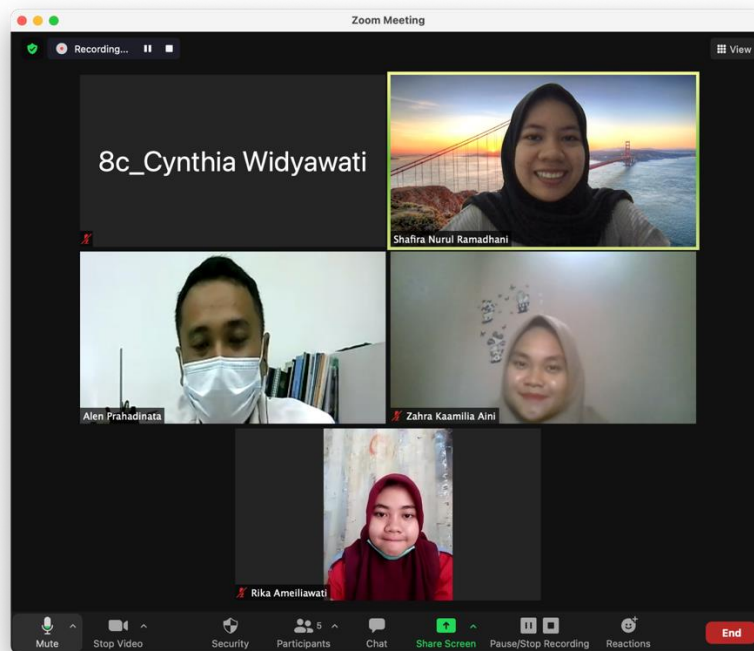 Zoom Meeting
Recording...
View
8c_Cynthia Widyawati
Shafira Nurul Ramadhani
Alen Prahadinata
Zahra Kaamilia Aini
Rika Ameiliawati
Mute
Stop Video
Security
Participants
5
Chat
Share Screen
Pause/Stop Recording
Reactions
End